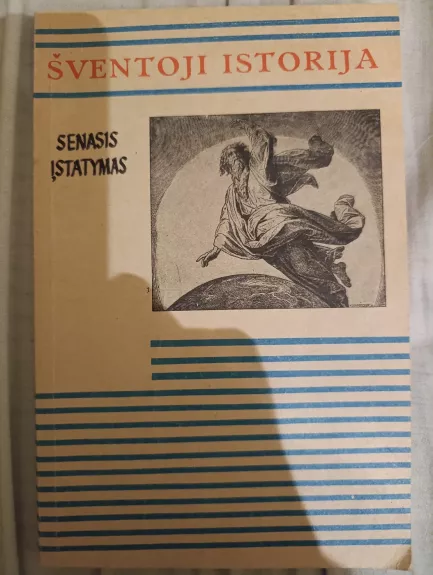 ŠVENTOJI ISTORIJA
SENASIS
ĮSTATYMAS